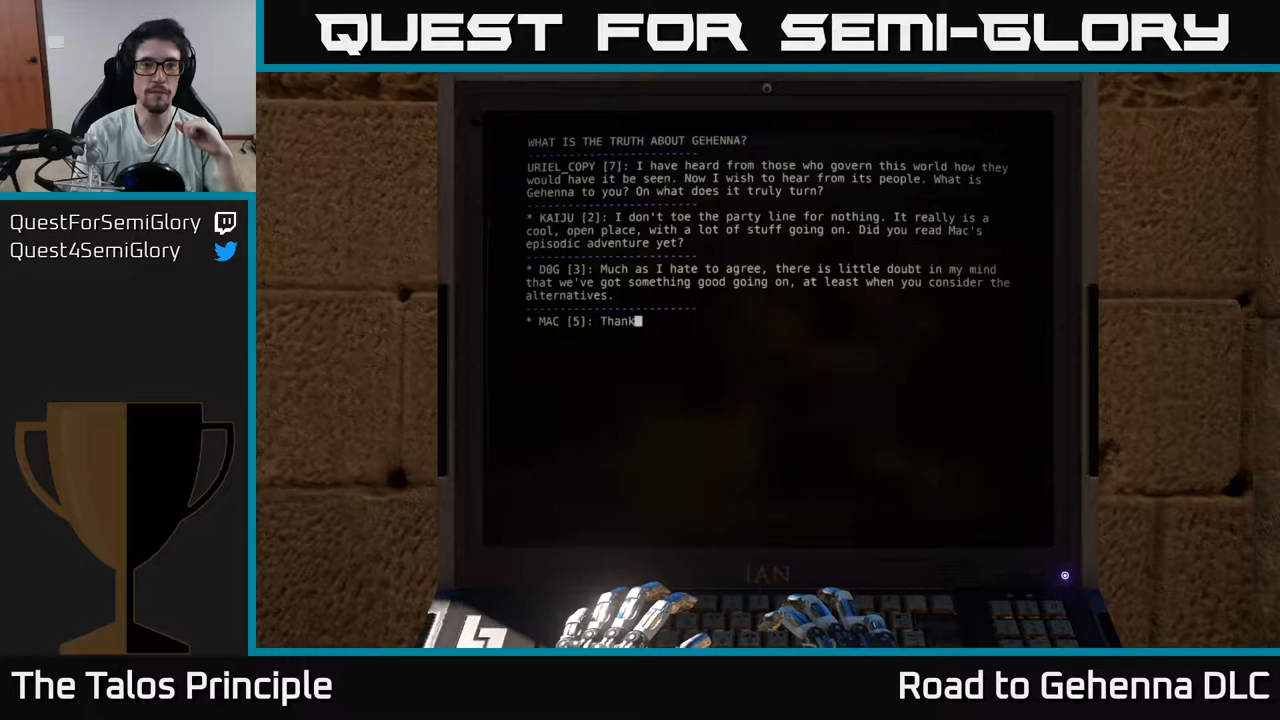 QUEST FOR SEMI-GLORY
QuestForSemiGlory
Quest4SemiGlory
WHAT IS THE TRUTH ABOUT GEHENNA?
URIEL_COPY [7]: I have heard from those who govern this world how they
would have it be seen. Now I wish to hear from its people. What is
Gehenna to you? On what does it truly turn?
* KAIJU [2]: I don't toe the party line for nothing. It really is a
cool, open place, with a lot of stuff going on. Did you read Mac's
episodic adventure yet?
* D0G [3]: Much as I hate to agree, there is little doubt in my mind
that we've got something good going on, at least when you consider the
alternatives.
* MAC [5]: Thank
IAN
The Talos Principle
Road to Gehenna DLC